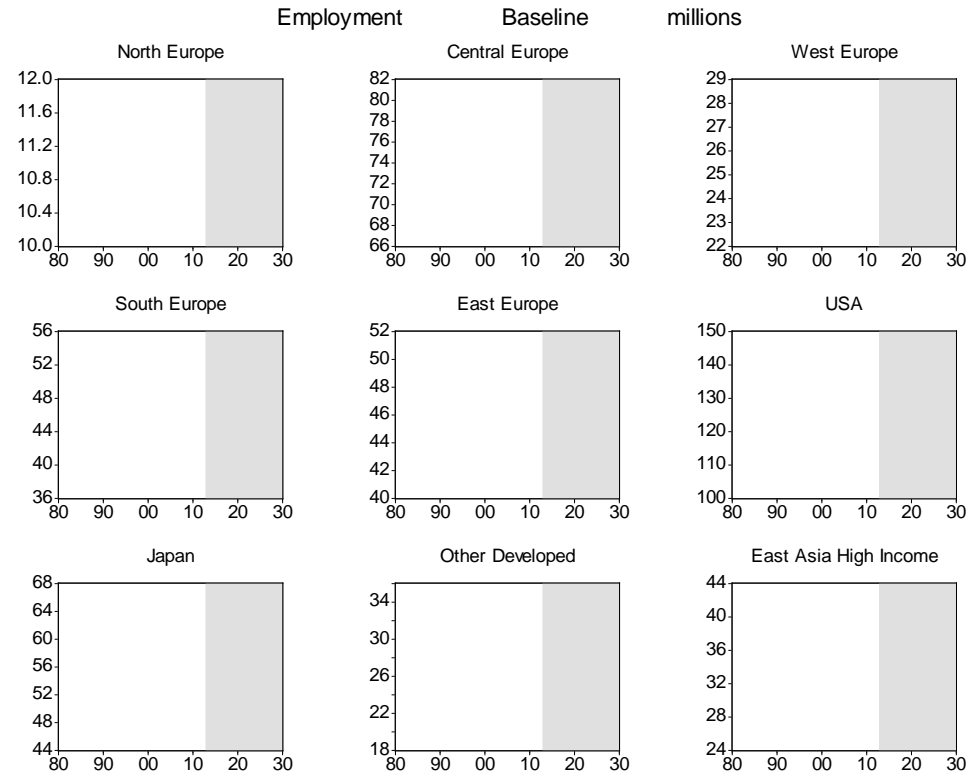 Employment Baseline millions
North Europe Central Europe West Europe
12.0 82 29
80 28
11.6 78 27
76 26
11.2 74
10.8 72 25
70 24
10.4 68 23
10.0 66 22
80 90 00 10 20 30 80 90 00 10 20 30 80 90 00 10 20 30
South Europe East Europe USA
56 52 150
52 50 140
48 48 130
46
44 44 120
40 42 110
36 40 100
80 90 00 10 20 30 80 90 00 10 20 30 80 90 00 10 20 30
Japan Other Developed East Asia High Income
68 44
64 34 40
60 30 36
56 26 32
52 22 28
48
44 18 24
80 90 00 10 20 30 80 90 00 10 20 30 80 90 00 10 20 30